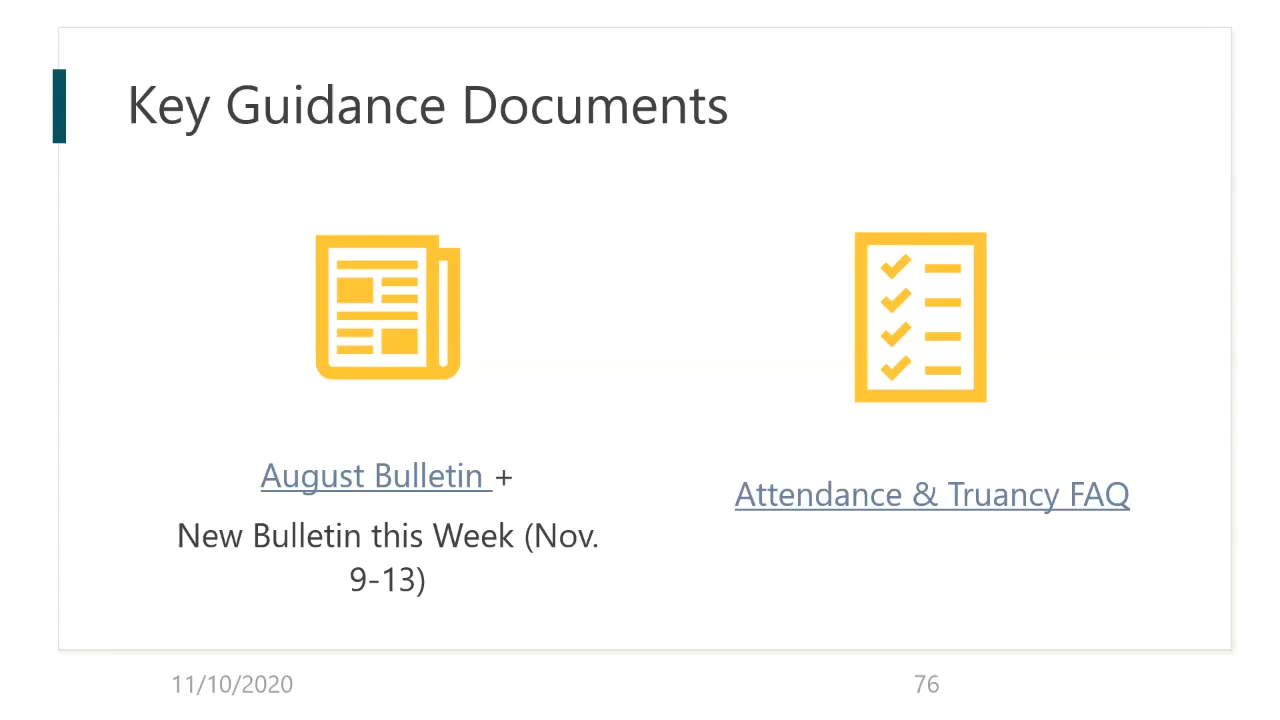 Key Guidance Documents
August Bulletin +
New Bulletin this Week (Nov.
9-13)
Attendance & Truancy FAQ
11/10/2020
76